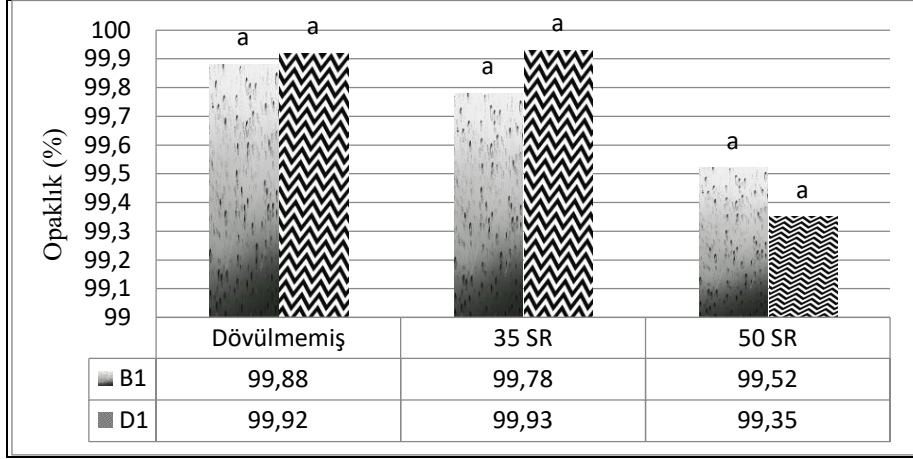 Opaklık (%)
100
99,9
99,8
99,7
99,6
99,5
99,4
99,3
99,2
99,1
99
a a a a a a
Dövülmemiş 35 SR 50 SR
B1 99,88 99,78 99,52
D1 99,92 99,93 99,35